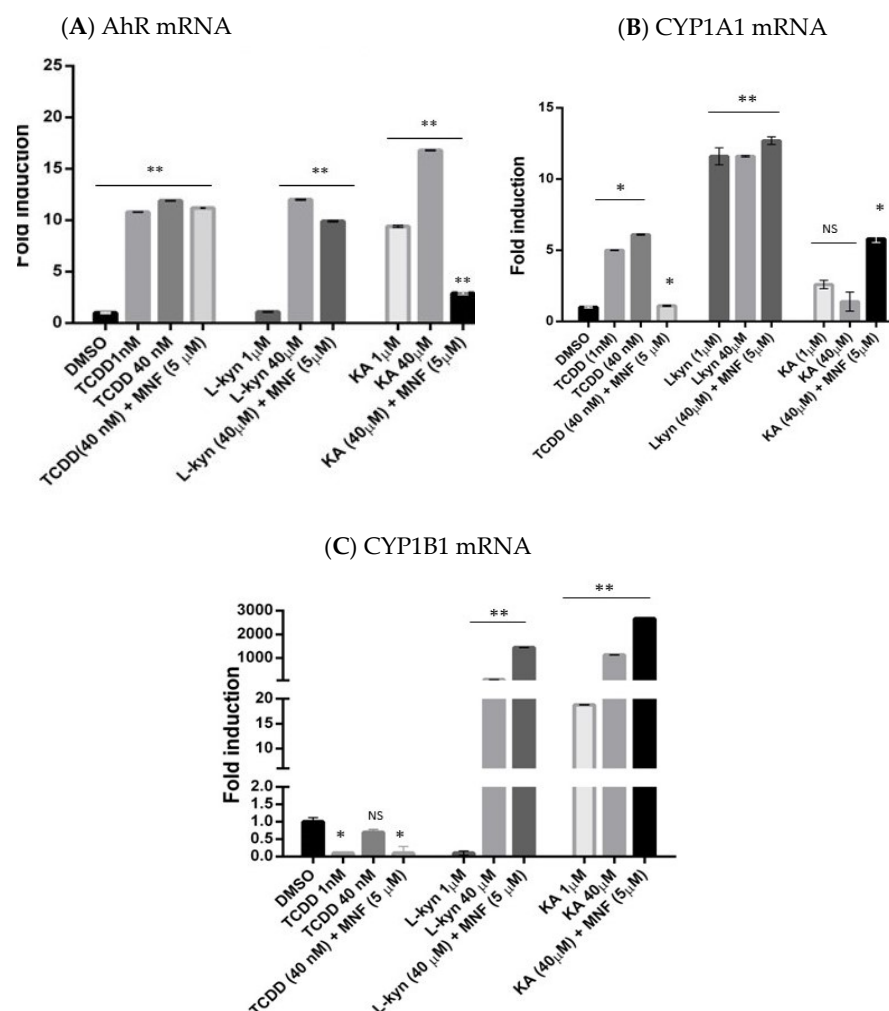 (A) AhR mRNA
Fold induction
25
20
15
10
5
0
**
**
**
**
DMSO
TCDD1nM
TCDD 40 nM
TCDD(40 nM) + MNF (5 μM)
L-kyn 1μM
L-kyn 40μM
L-kyn (40μM) + MNF (5μM)
KA 1μM
KA 40μM
KA (40μM) + MNF (5μM)
(B) CYP1A1 mRNA
Fold induction
15
10
5
0
*
*
**
NS
*
DMSO
TCDD (1nM)
TCDD (40 nM)
TCDD (40 nM) + MNF (5 μM)
Lkyn (1μM)
Lkyn 40μM
Lkyn (40μM) + MNF (5μM)
KA (1μM)
KA (40μM)
KA (40μM) + MNF (5μM)
(C) CYP1B1 mRNA
Fold induction
3000
2000
1000
20
15
10
2.0
1.5
1.0
0.5
0.0
*
NS
*
**
**
DMSO
TCDD 1nM
TCDD 40 nM
TCDD (40 nM) + MNF (5 μM)
L-kyn 1μM
L-kyn 40 μM
L-kyn (40 μM) + MNF (5μM)
KA 1μM
KA 40μM
KA (40μM) + MNF (5μM)